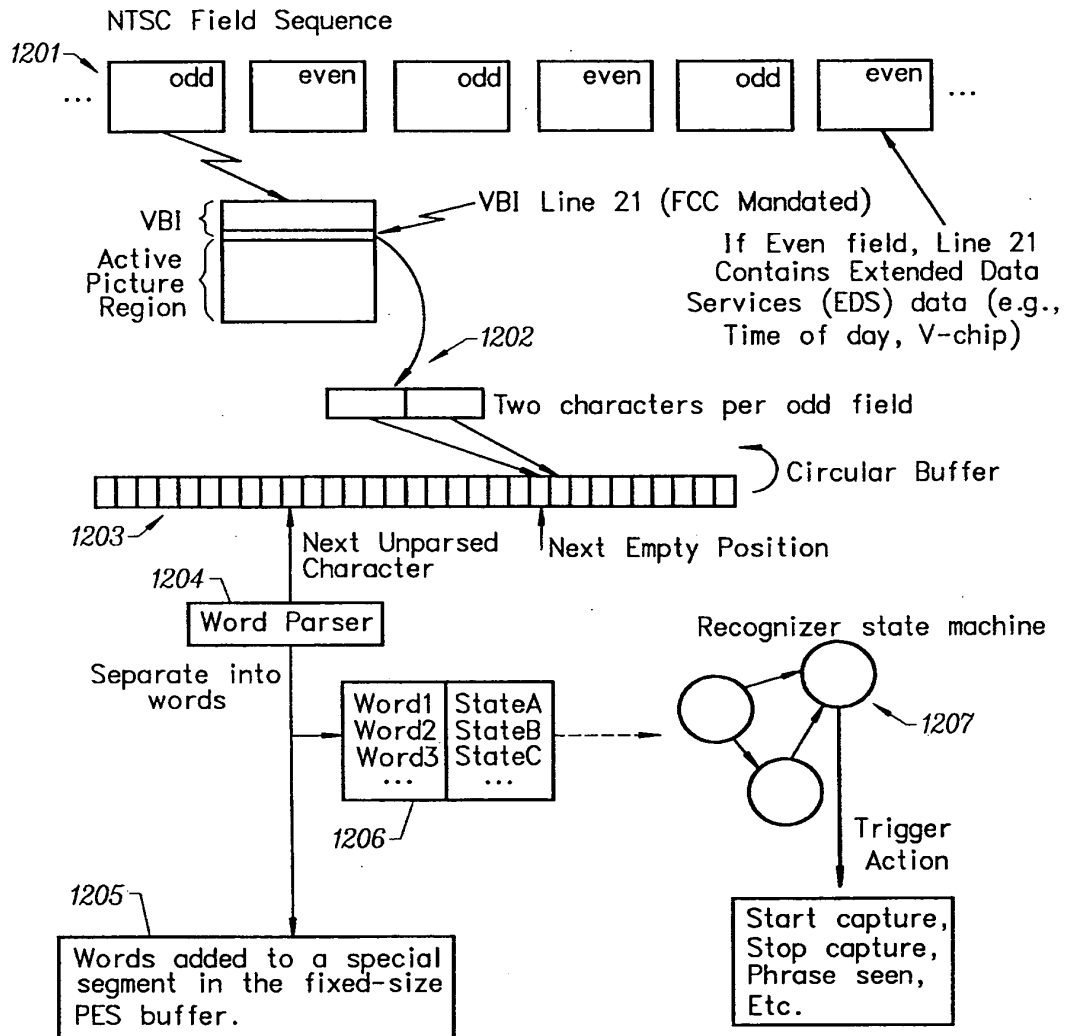 NTSC Field Sequence
1201
... odd even odd even odd even ...
VBI
VBI Line 21 (FCC Mandated)
Active
Picture
Region
If Even field, Line 21
Contains Extended Data
Services (EDS) data (e.g.,
Time of day, V-chip)
1202
Two characters per odd field
Circular Buffer
1203
Next Unparsed
Character
Next Empty Position
1204
Word Parser
Separate into
words
Recognizer state machine
Word1 StateA
Word2 StateB
Word3 StateC
... ...
1206
1207
Trigger
Action
1205
Words added to a special
segment in the fixed-size
PES buffer.
Start capture,
Stop capture,
Phrase seen,
Etc.